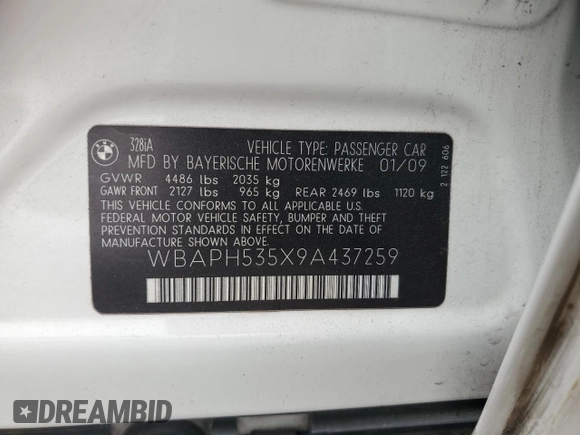 BMW
328iA
VEHICLE TYPE: PASSENGER CAR
MFD BY BAYERISCHE MOTORENWERKE 01/09
GVWR 4486 lbs 2035 kg
GAWR FRONT 2127 lbs 965 kg REAR 2469 lbs 1120 kg
THIS VEHICLE CONFORMS TO ALL APPLICABLE U.S.
FEDERAL MOTOR VEHICLE SAFETY, BUMPER AND THEFT
PREVENTION STANDARDS IN EFFECT ON THE DATE OF
MANUFACTURE SHOWN ABOVE.
WBAPH535X9A437259
2 122 606
DREAMBID